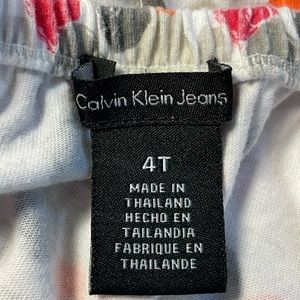 Calvin Klein Jeans
4T
MADE IN
THAILAND
HECHO EN
TAILANDIA
FABRIQUE EN
THAILANDE